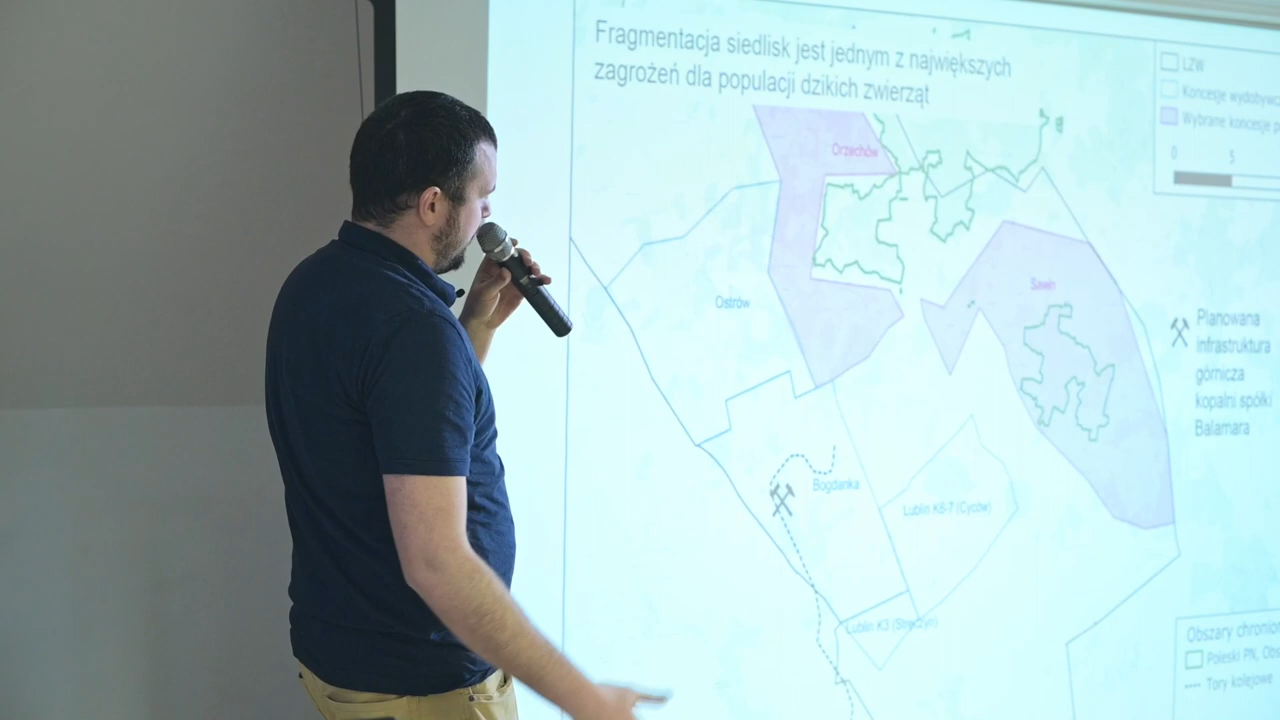 Fragmentacja siedlisk jest jednym z największych
zagrożeń dla populacji dzikich zwierząt
LZW
Koncesje wydobywc
Wybrane koncesje p
0 5
Orzechów
Sawin
Ostrów
Planowana
infrastruktura
górnicza
kopalni spółki
Balamara
Bogdanka
Lublin K6-7 (Cyców)
Lublin K3 (Stręczyn)
Obszary chronion
Poleski PN, Obs
Tory kolejowe